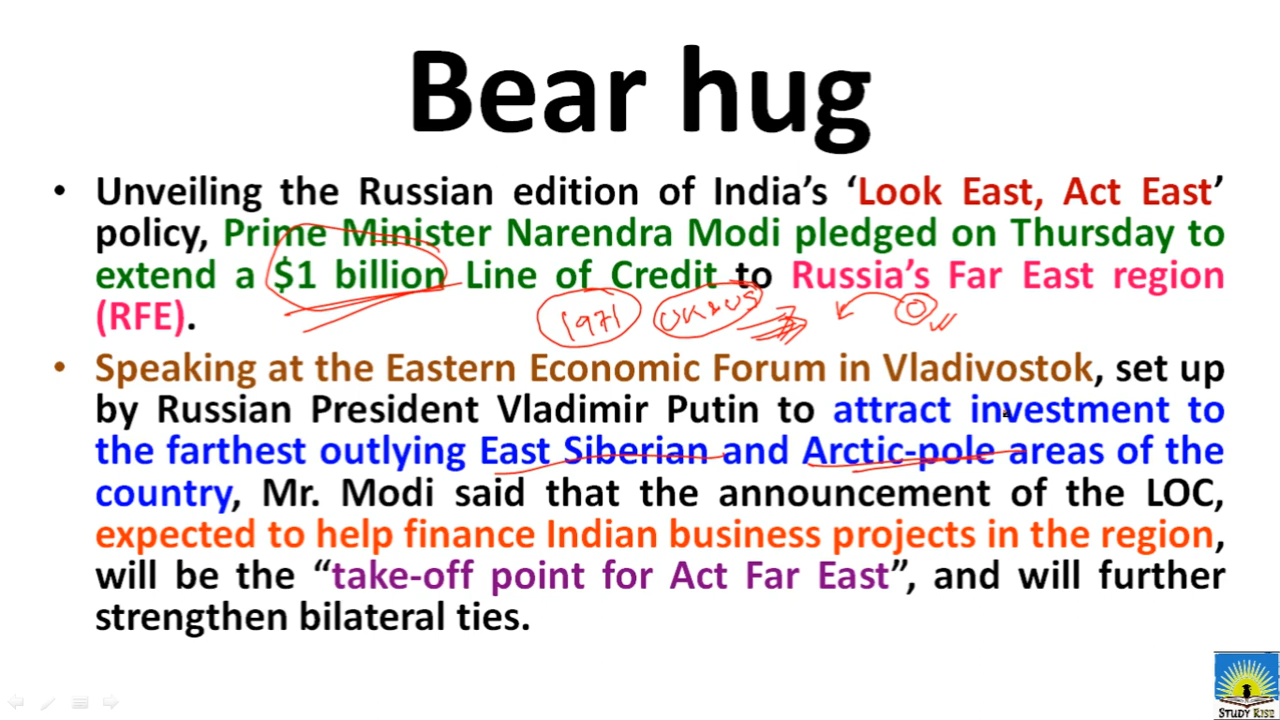 Bear hug
• Unveiling the Russian edition of India's 'Look East, Act East'
policy, Prime Minister Narendra Modi pledged on Thursday to
extend a $1 billion Line of Credit to Russia's Far East region
(RFE).
1971 UK & US
• Speaking at the Eastern Economic Forum in Vladivostok, set up
by Russian President Vladimir Putin to attract investment to
the farthest outlying East Siberian and Arctic-pole areas of the
country, Mr. Modi said that the announcement of the LOC,
expected to help finance Indian business projects in the region,
will be the “take-off point for Act Far East”, and will further
strengthen bilateral ties.
STUDY RISE